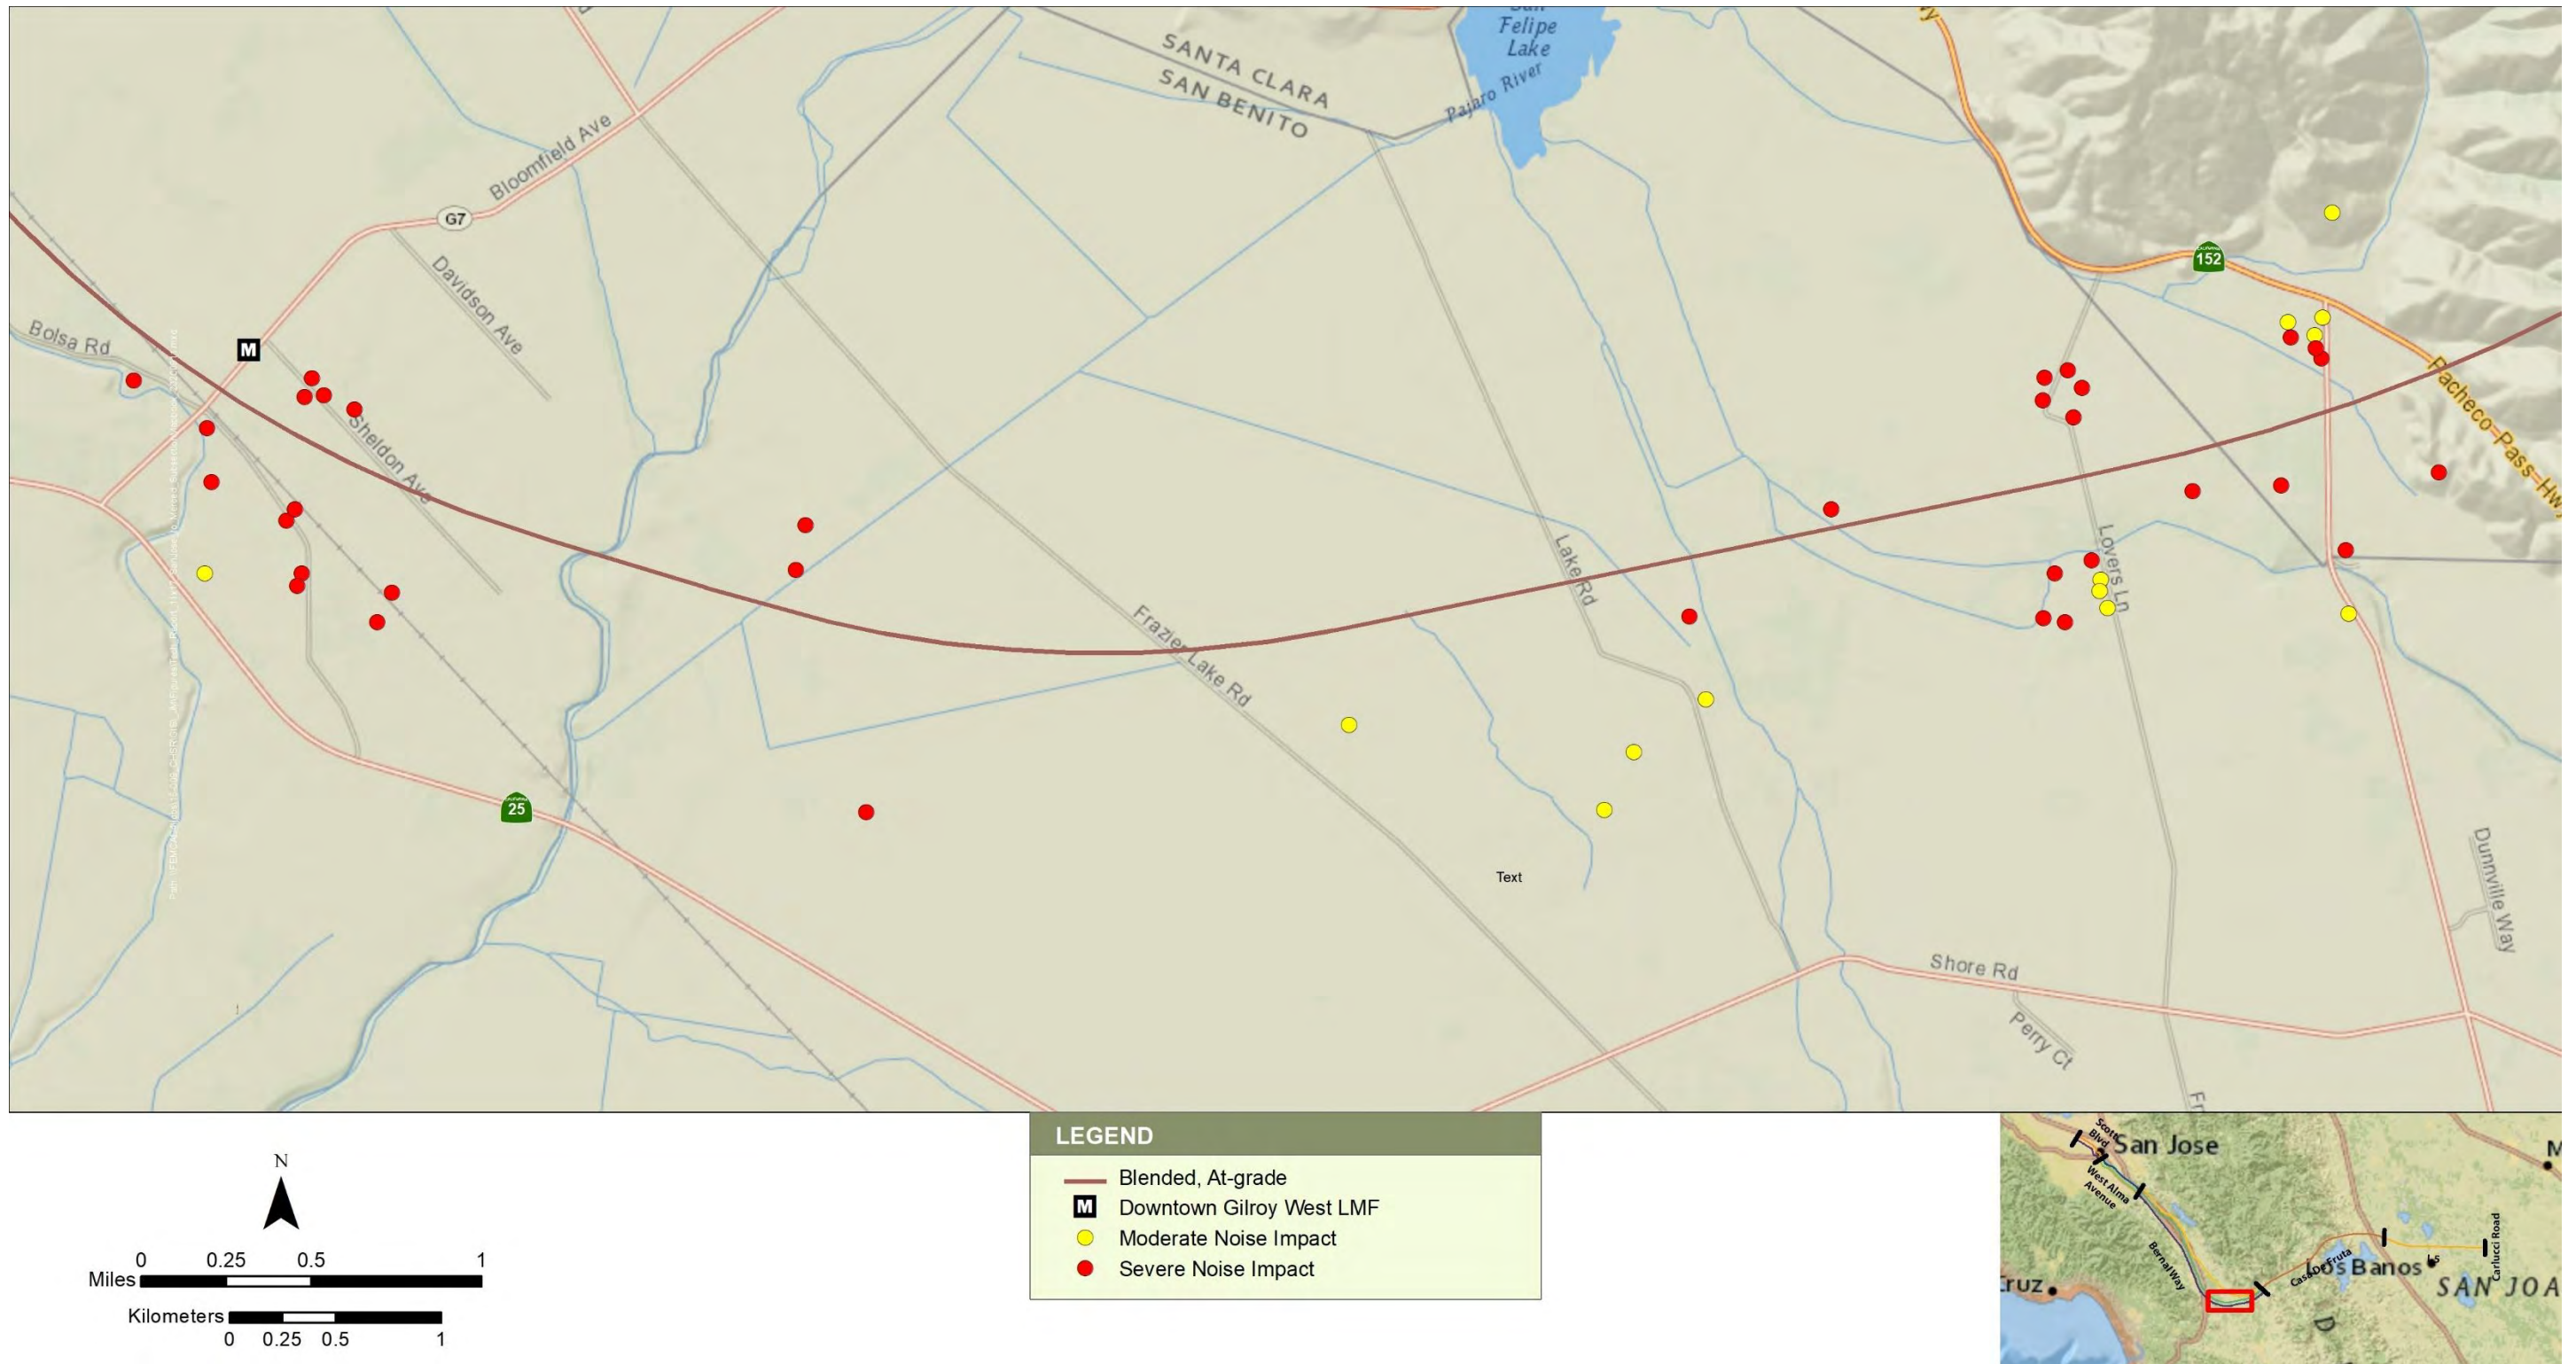 San
Felipe
Lake
Pajaro River
SANTA CLARA
SAN BENITO
Bloomfield Ave
G7
Davidson Ave
152
Bolsa Rd
M
Sheldon Ave
Pacheco Pass Hwy
Lovers Ln
Lake Rd
Frazier Lake Rd
25
Text
Dunnville Way
Shore Rd
Perry Ct
Fr
LEGEND
Blended, At-grade
M Downtown Gilroy West LMF
Moderate Noise Impact
Severe Noise Impact
N
0 0.25 0.5 1
Miles
Kilometers
0 0.25 0.5 1
Scott
Blvd
San Jose
M
West Alma
Avenue
Bernal Way
Casa De Fruta
Los Banos
Carlucci Road
SAN JOA
ruz
D